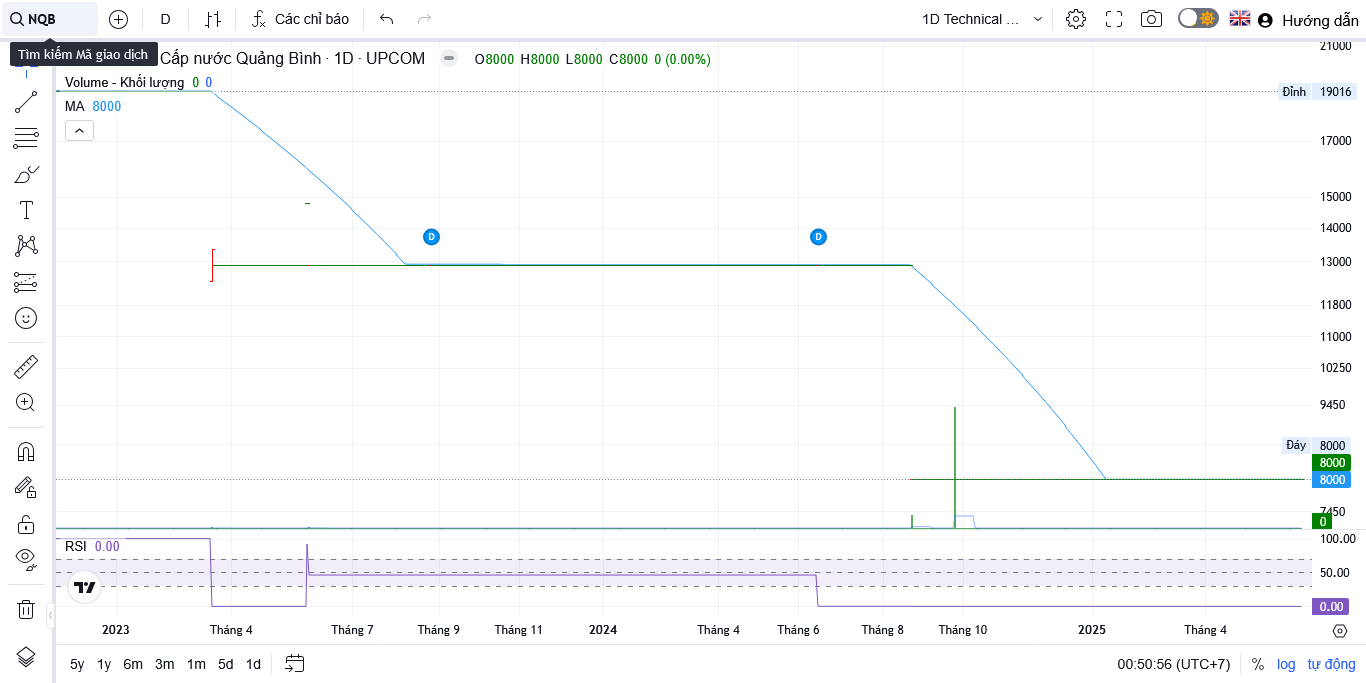 NQB
D
Các chỉ báo
1D Technical ...
Hướng dẫn
Tìm kiếm Mã giao dịch
Cấp nước Quảng Bình · 1D · UPCOM
O8000 H8000 L8000 C8000 0 (0.00%)
Volume - Khối lượng 0 0
MA 8000
D
D
21000
Đỉnh 19016
17000
15000
14000
13000
11800
11000
10250
9450
Đáy 8000
8000
8000
7450
0
RSI 0.00
100.00
50.00
0.00
2023 Tháng 4 Tháng 7 Tháng 9 Tháng 11 2024 Tháng 4 Tháng 6 Tháng 8 Tháng 10 2025 Tháng 4
5y 1y 6m 3m 1m 5d 1d
00:50:56 (UTC+7) % log tự động